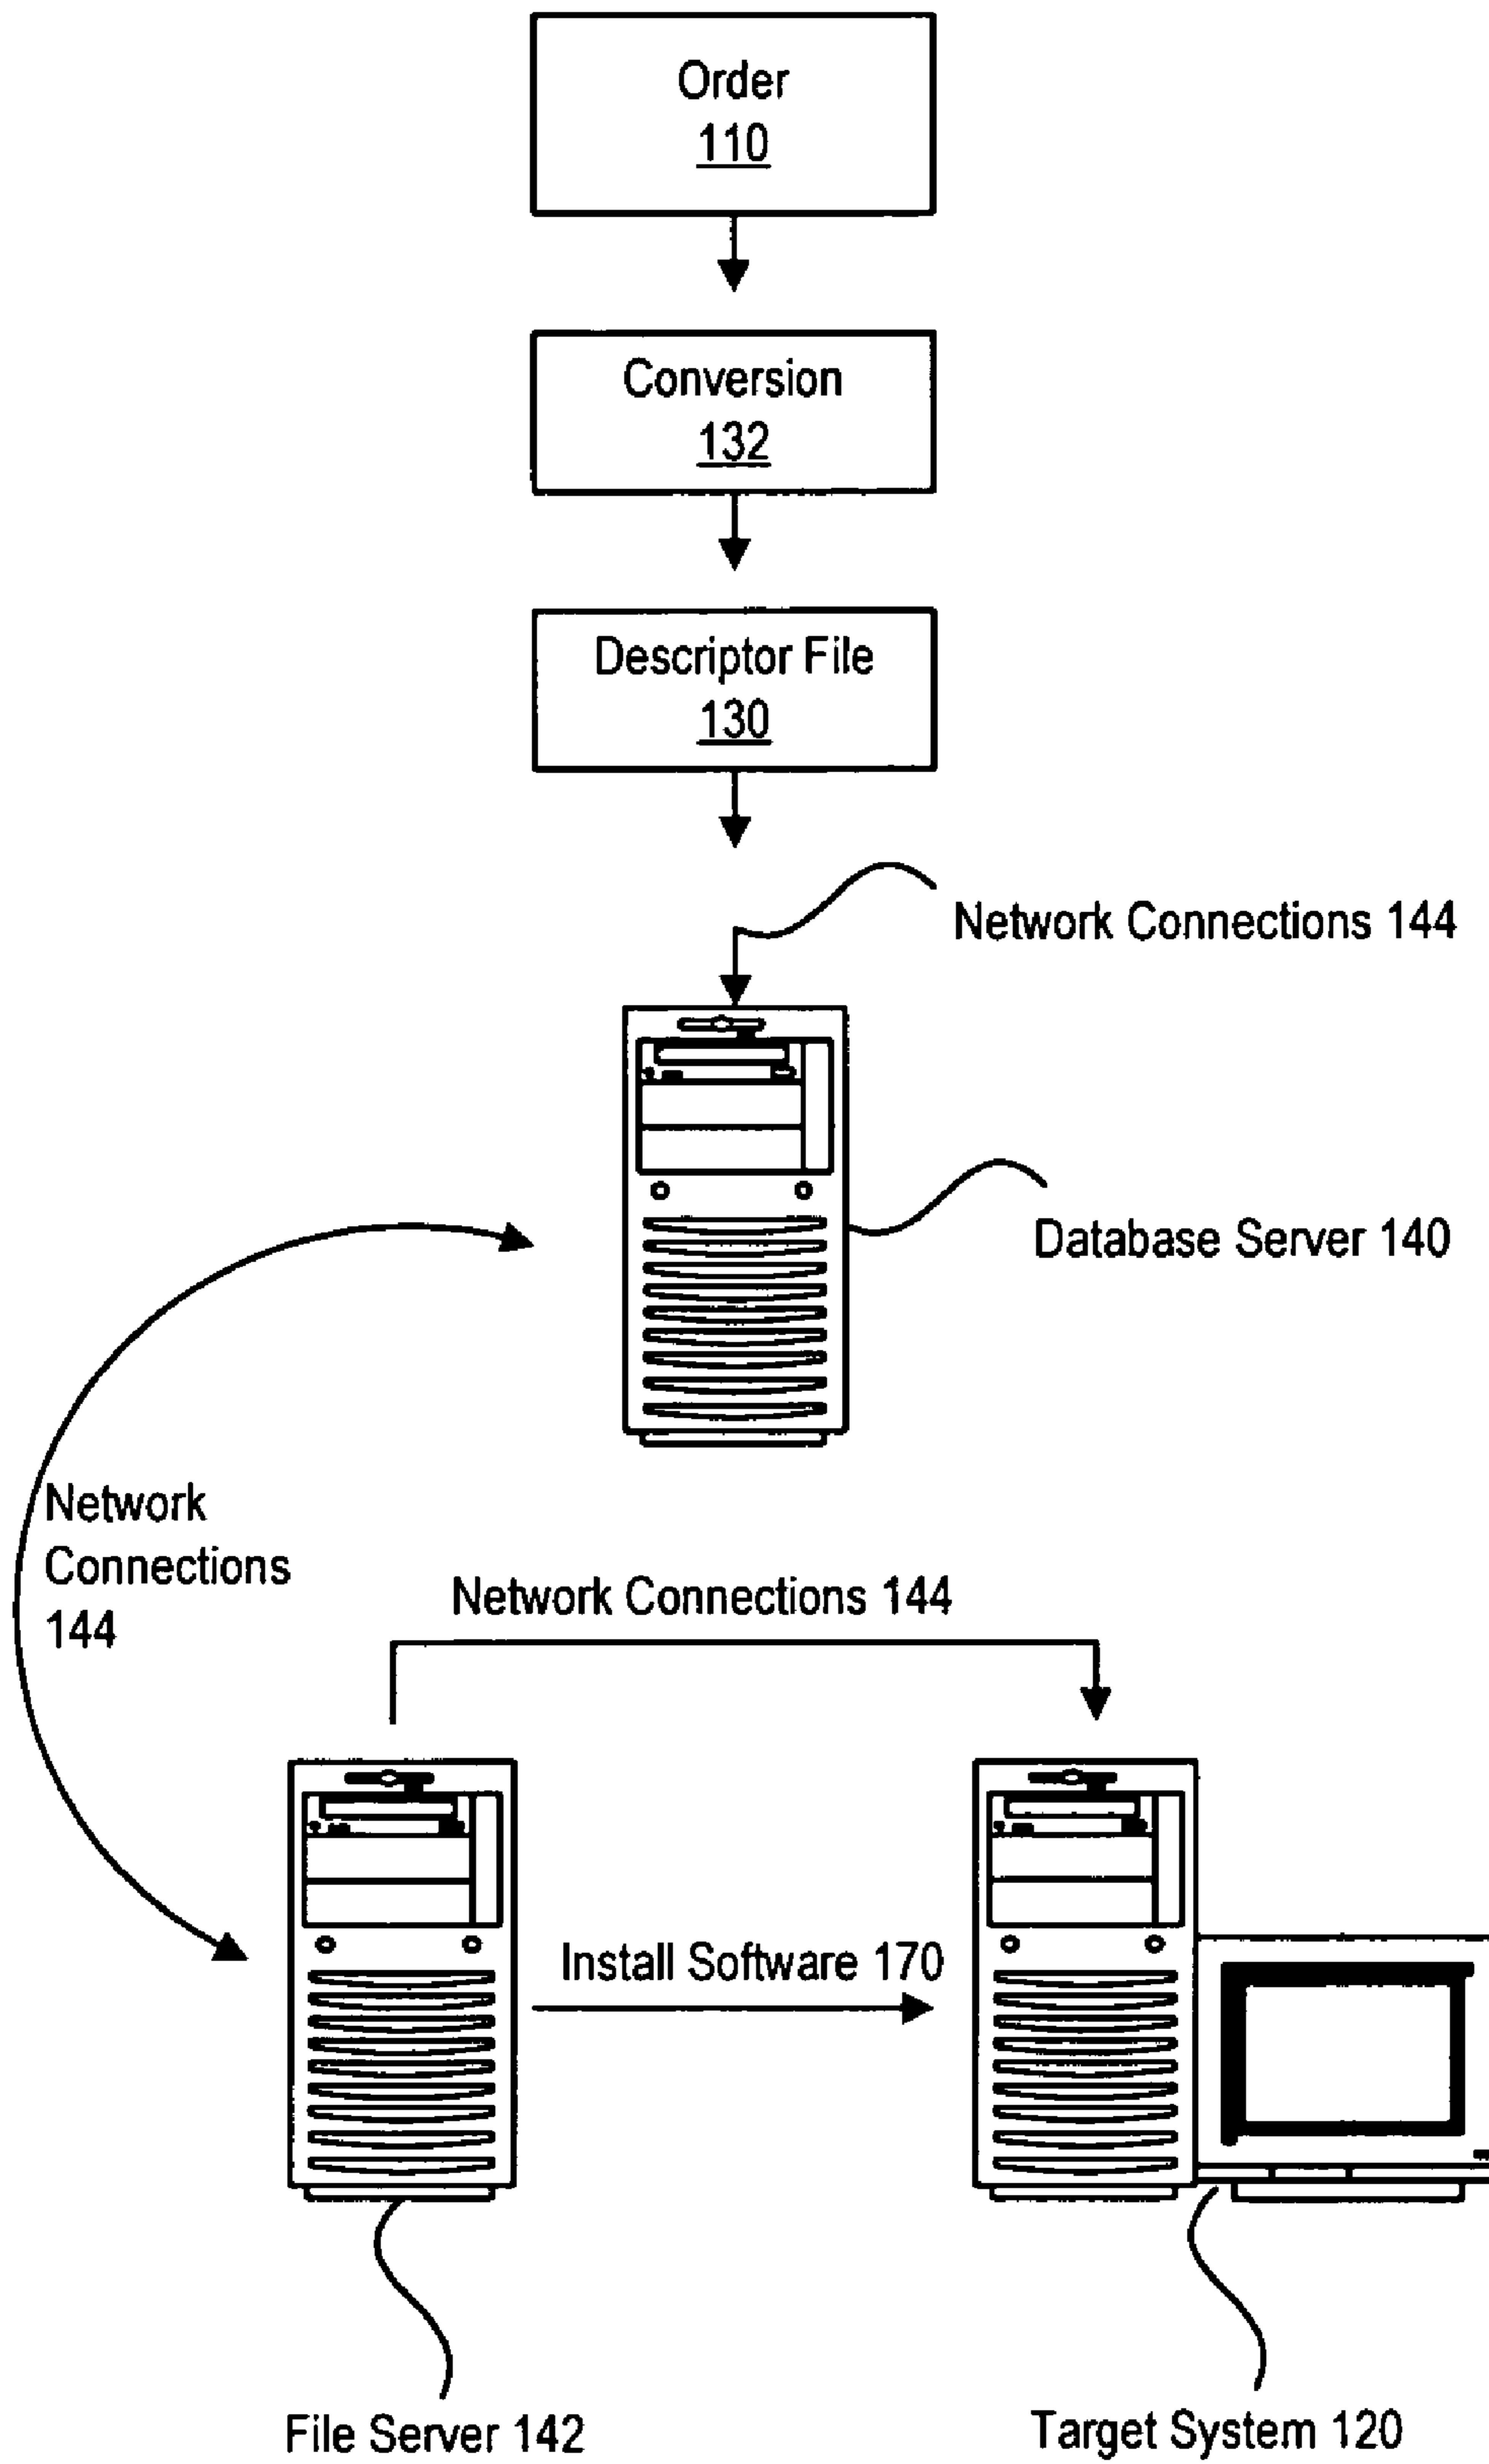 Order
110
Conversion
132
Descriptor File
130
Network Connections 144
Database Server 140
Network
Connections
144
Network Connections 144
Install Software 170
File Server 142
Target System 120